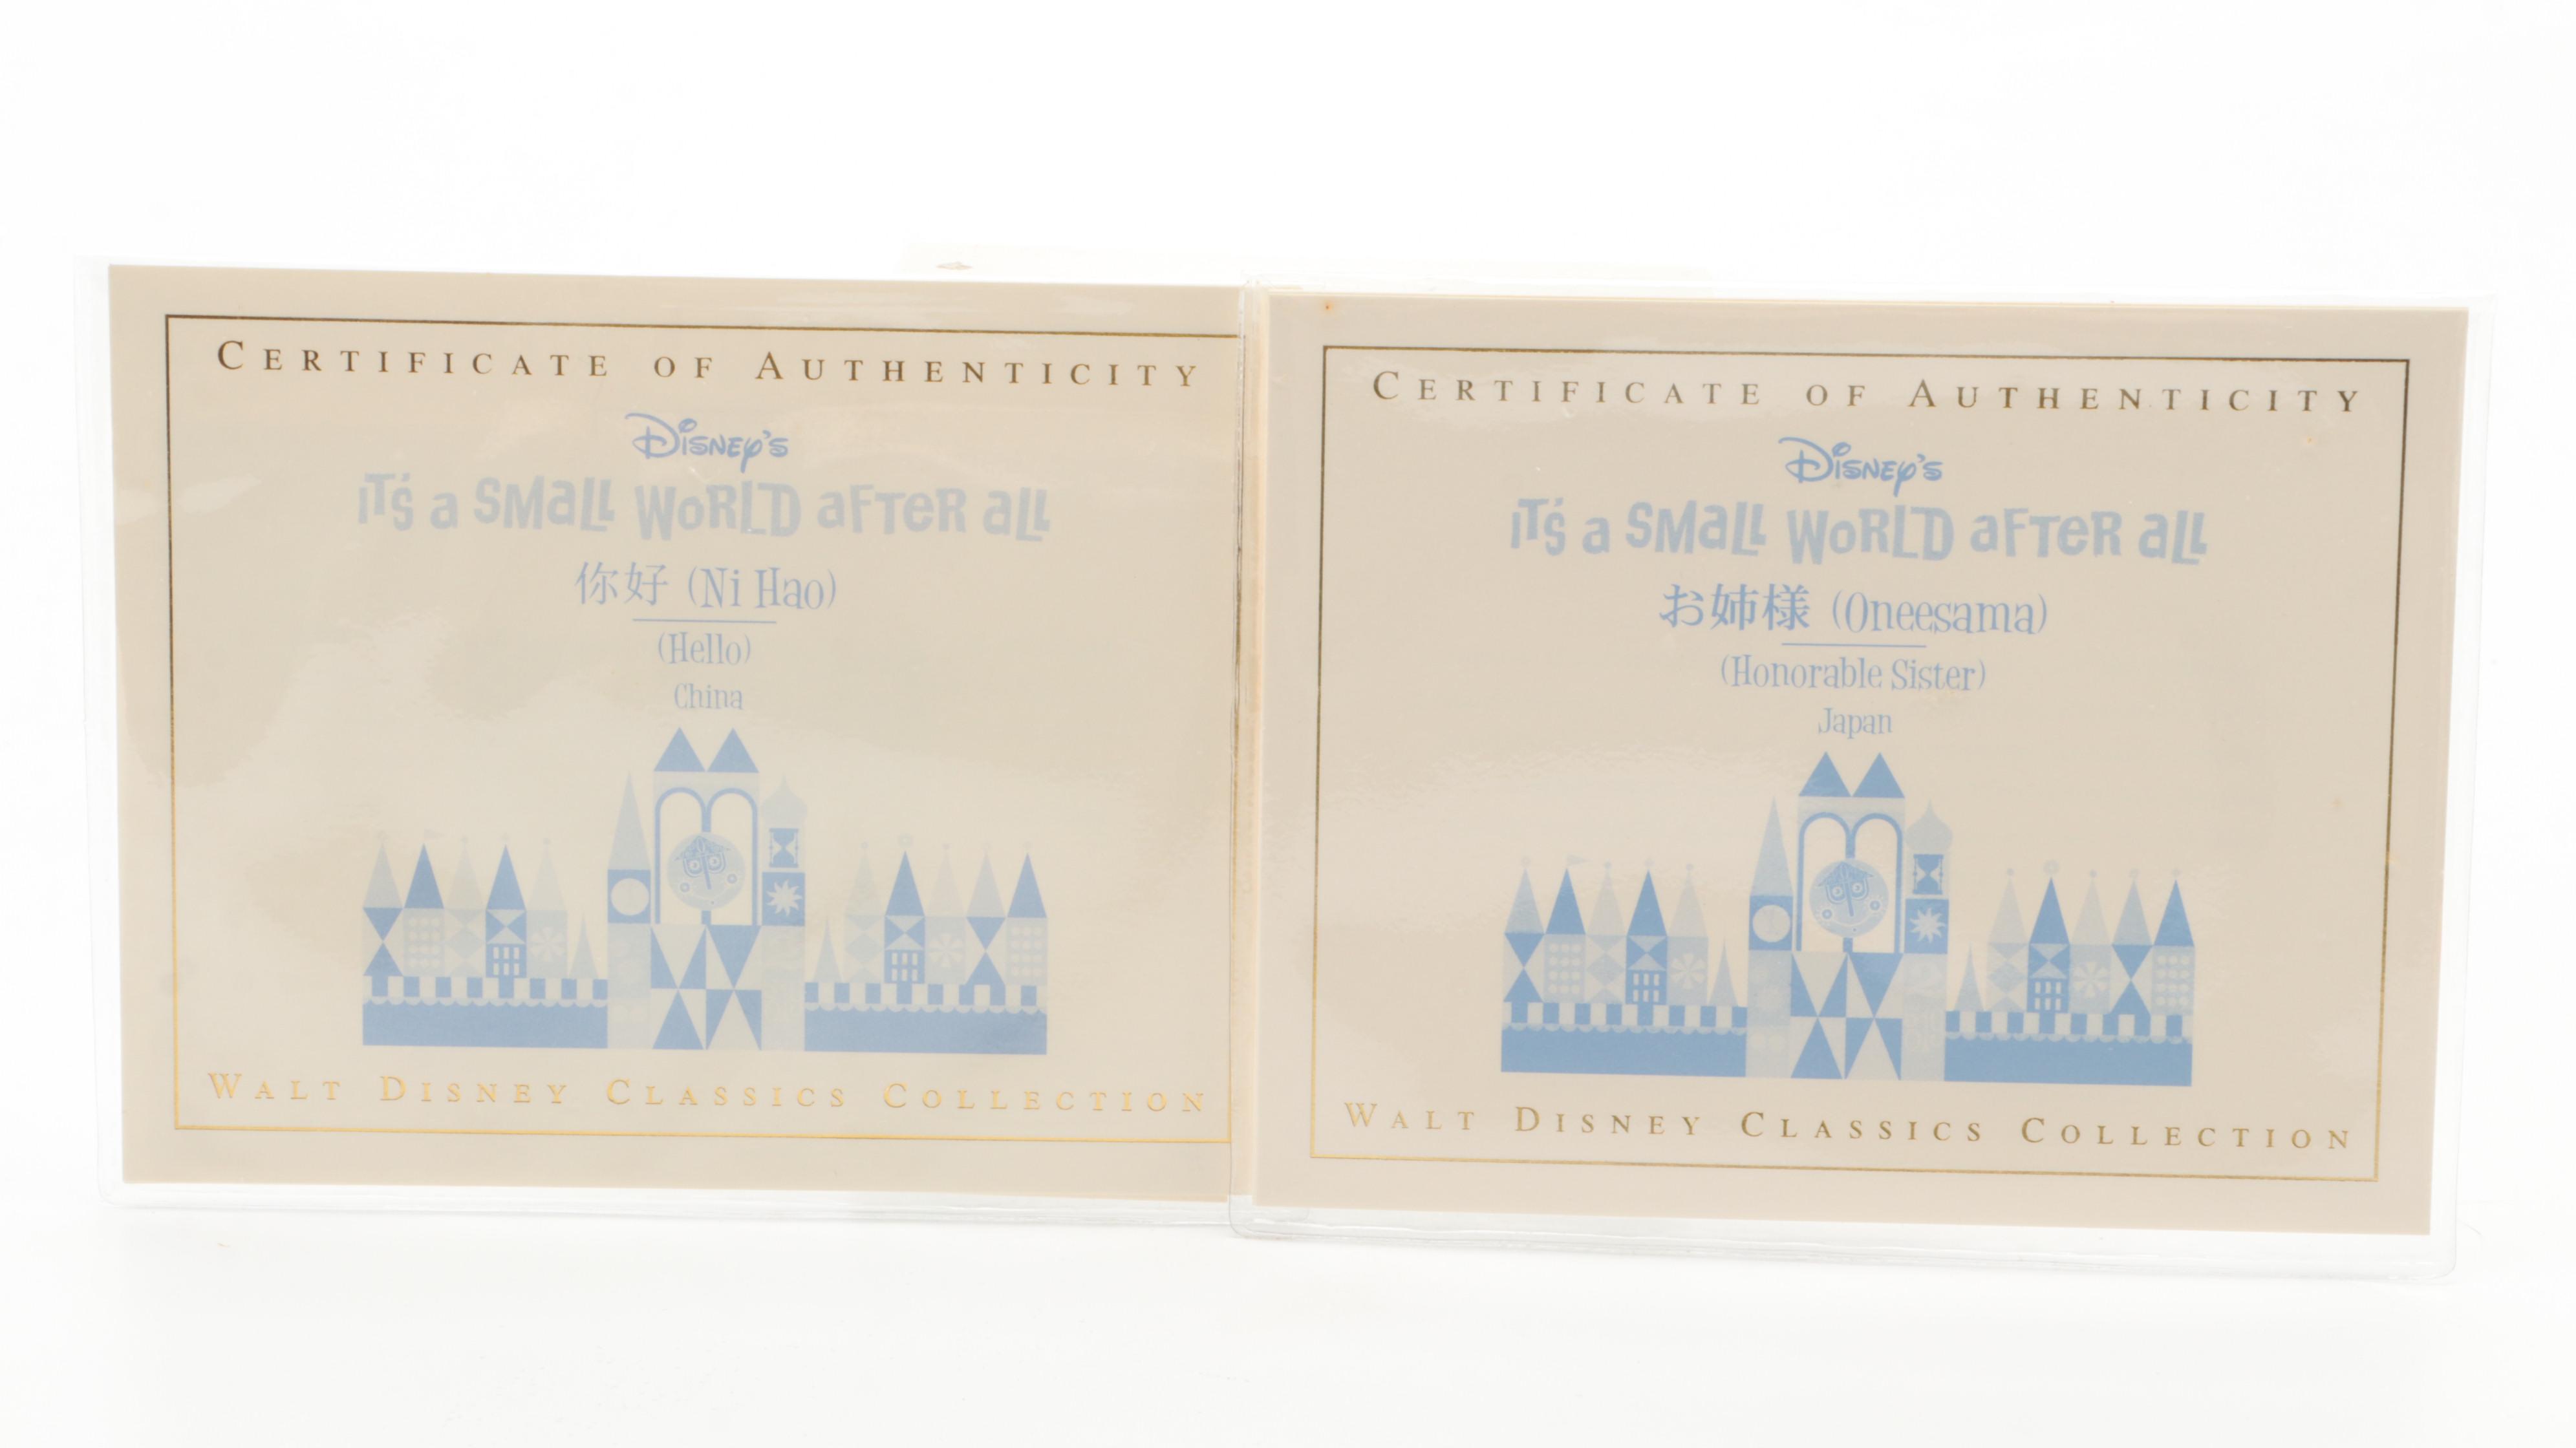 CERTIFICATE OF AUTHENTICITY
Disney's
it's a small world after all
你好 (Ni Hao)
(Hello)
China
WALT DISNEY CLASSICS COLLECTION
CERTIFICATE OF AUTHENTICITY
Disney's
it's a small world after all
お姉様 (Oneesama)
(Honorable Sister)
Japan
WALT DISNEY CLASSICS COLLECTION